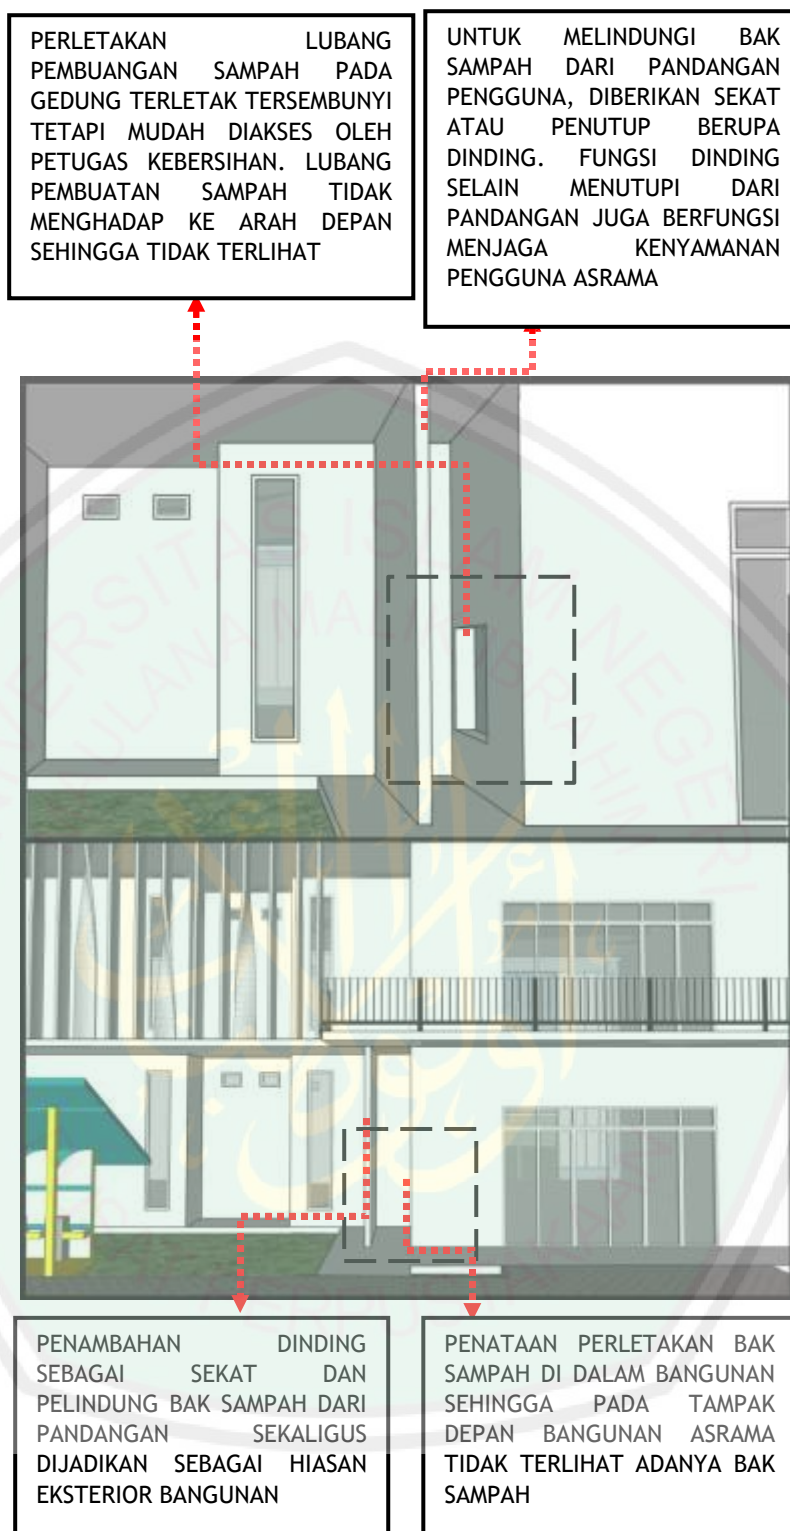 PERLETAKAN LUBANG
PEMBUANGAN SAMPAH PADA
GEDUNG TERLETAK TERSEMBUNYI
TETAPI MUDAH DIAKSES OLEH
PETUGAS KEBERSIHAN. LUBANG
PEMBUATAN SAMPAH TIDAK
MENGHADAP KE ARAH DEPAN
SEHINGGA TIDAK TERLIHAT
UNTUK MELINDUNGI BAK
SAMPAH DARI PANDANGAN
PENGGUNA, DIBERIKAN SEKAT
ATAU PENUTUP BERUPA
DINDING. FUNGSI DINDING
SELAIN MENUTUPI DARI
PANDANGAN JUGA BERFUNGSI
MENJAGA KENYAMANAN
PENGGUNA ASRAMA
PENAMBAHAN DINDING
SEBAGAI SEKAT DAN
PELINDUNG BAK SAMPAH DARI
PANDANGAN SEKALIGUS
DIJADIKAN SEBAGAI HIASAN
EKSTERIOR BANGUNAN
PENATAAN PERLETAKAN BAK
SAMPAH DI DALAM BANGUNAN
SEHINGGA PADA TAMPAK
DEPAN BANGUNAN ASRAMA
TIDAK TERLIHAT ADANYA BAK
SAMPAH